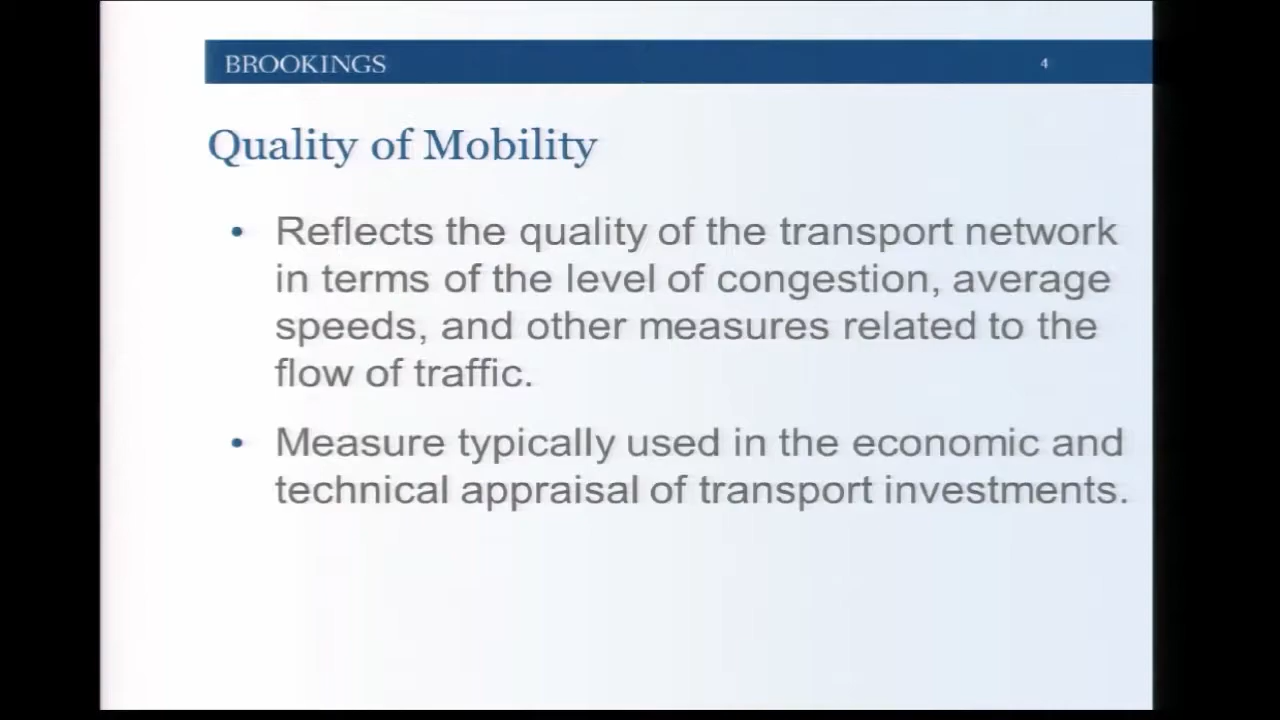 BROOKINGS 4
Quality of Mobility
• Reflects the quality of the transport network
in terms of the level of congestion, average
speeds, and other measures related to the
flow of traffic.
• Measure typically used in the economic and
technical appraisal of transport investments.